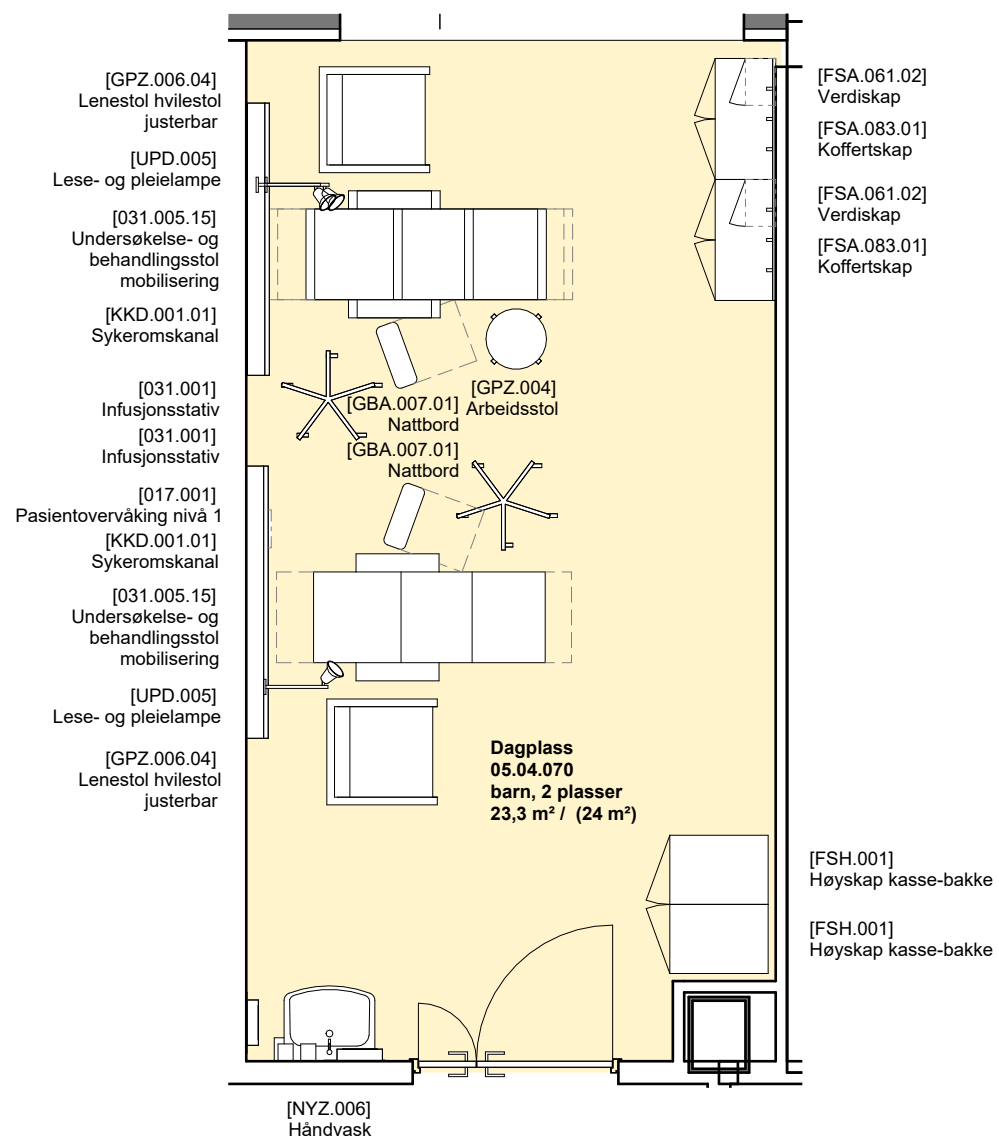 [GPZ.006.04]
Lenestol hvilestol
justerbar
[UPD.005]
Lese- og pleielampe
[031.005.15]
Undersøkelse- og
behandlingsstol
mobilisering
[KKD.001.01]
Sykeromskanal
[031.001]
Infusjonsstativ
[031.001]
Infusjonsstativ
[017.001]
Pasientovervåking nivå 1
[KKD.001.01]
Sykeromskanal
[031.005.15]
Undersøkelse- og
behandlingsstol
mobilisering
[UPD.005]
Lese- og pleielampe
[GPZ.006.04]
Lenestol hvilestol
justerbar
[GBA.007.01]
Nattbord
[GBA.007.01]
Nattbord
[GPZ.004]
Arbeidsstol
Dagplass
05.04.070
barn, 2 plasser
23,3 m² / (24 m²)
[FSA.061.02]
Verdiskap
[FSA.083.01]
Koffertskap
[FSA.061.02]
Verdiskap
[FSA.083.01]
Koffertskap
[FSH.001]
Høyskap kasse-bakke
[FSH.001]
Høyskap kasse-bakke
[NYZ.006]
Håndvask